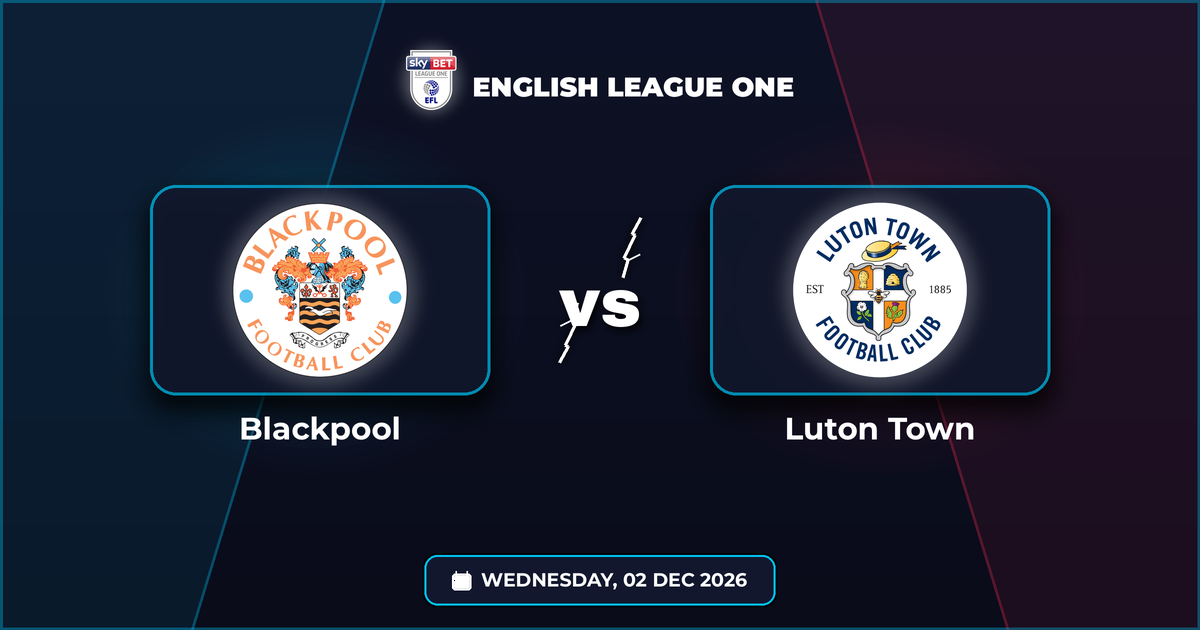 sky BET
LEAGUE ONE
EFL
ENGLISH LEAGUE ONE
BLACKPOOL
FOOTBALL CLUB
PROGRESS
vs
LUTON TOWN
EST 1885
FOOTBALL CLUB
Blackpool
Luton Town
WEDNESDAY, 02 DEC 2026